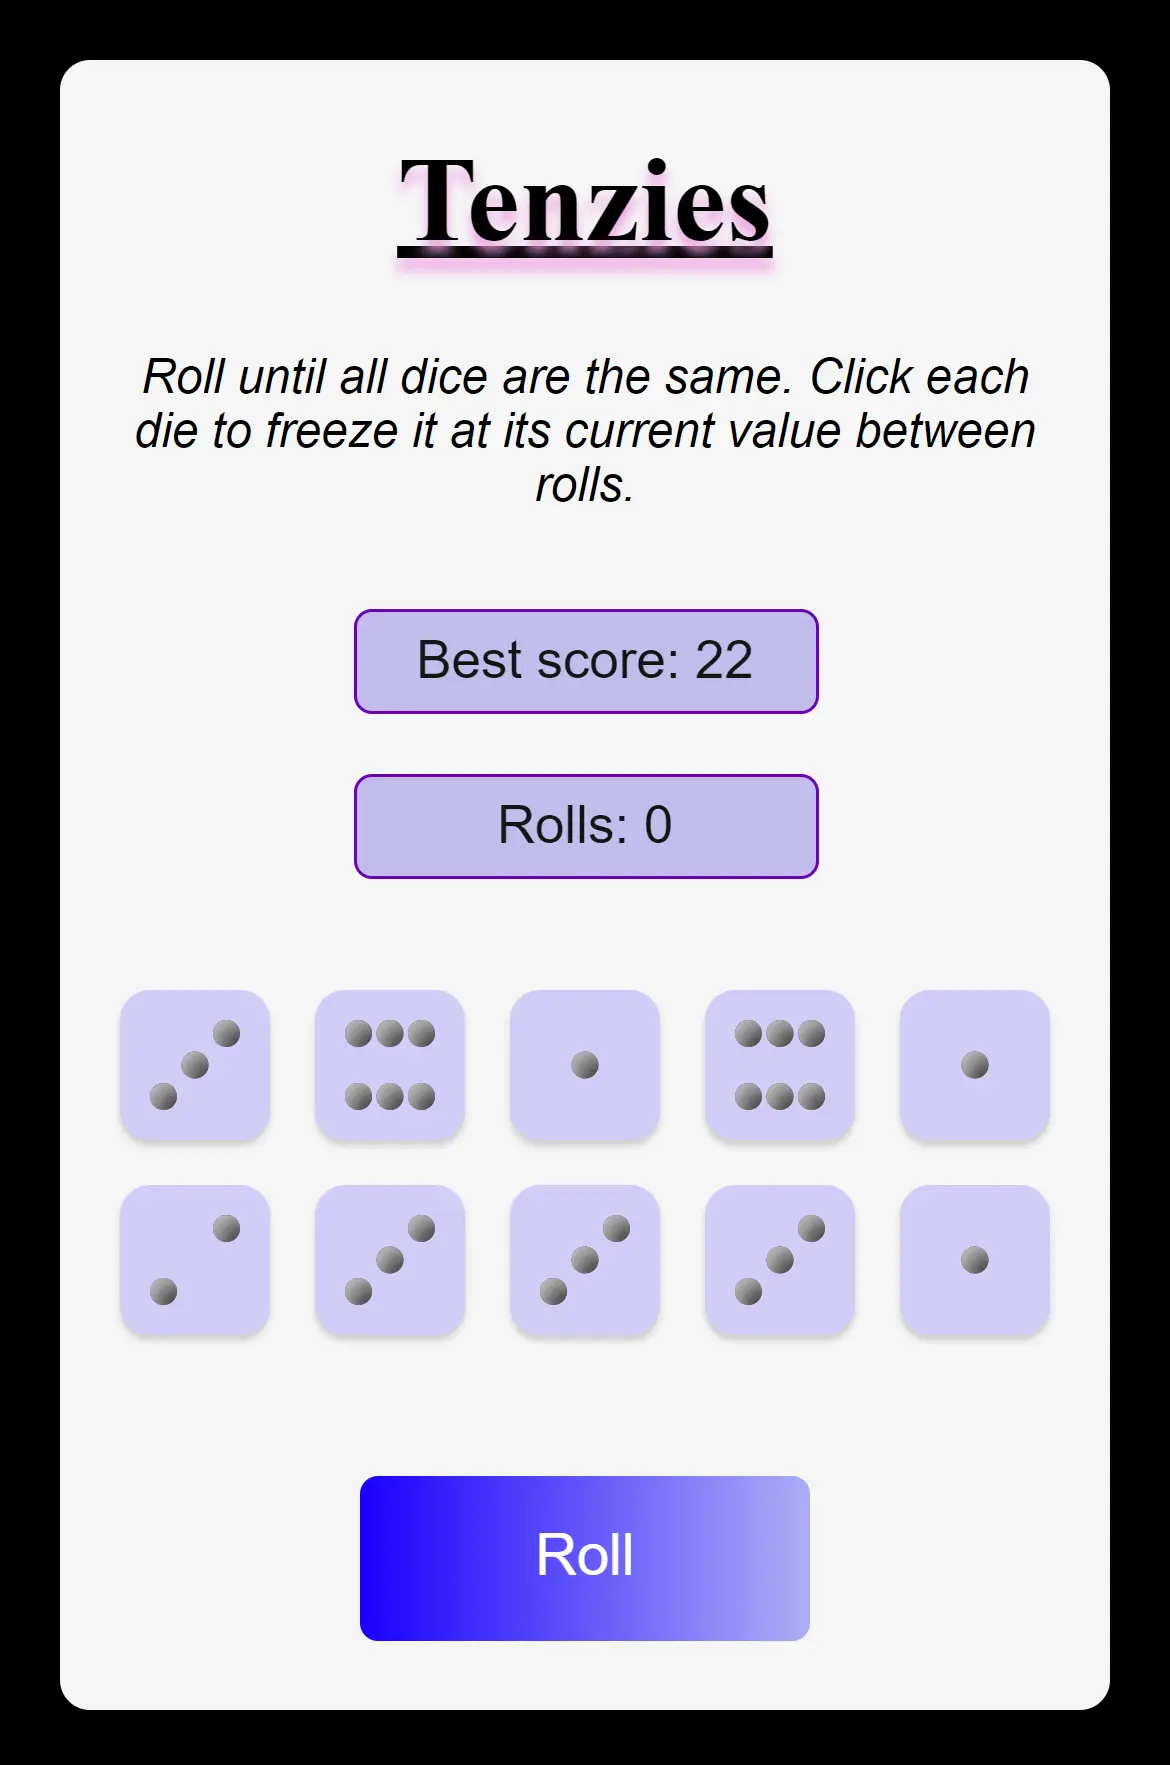 Tenzies
Roll until all dice are the same. Click each
die to freeze it at its current value between
rolls.
Best score: 22
Rolls: 0
Roll